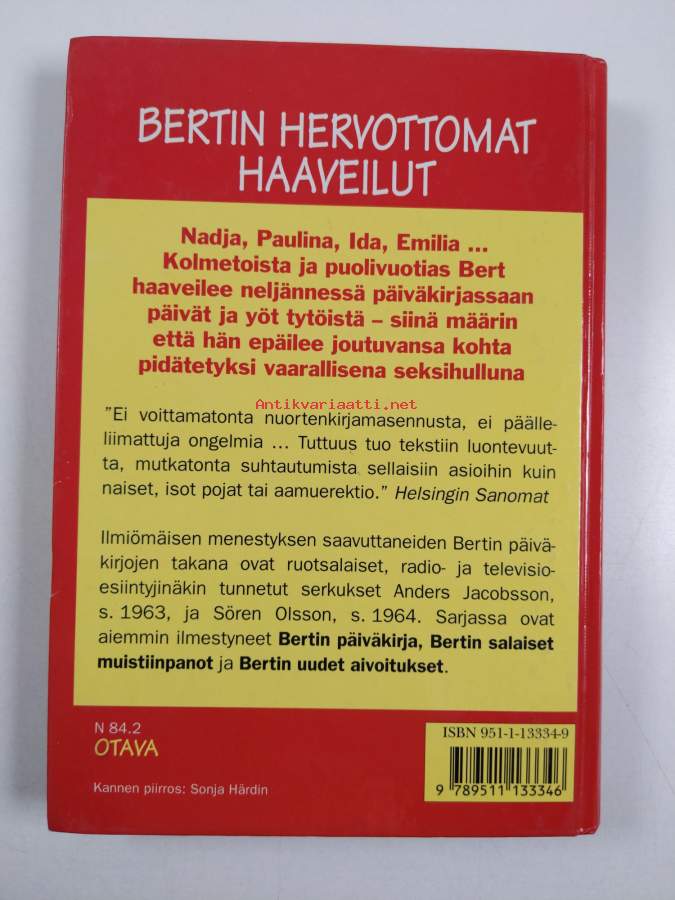 BERTIN HERVOTTOMAT
HAAVEILUT
Nadja, Paulina, Ida, Emilia ...
Kolmetoista ja puolivuotias Bert
haaveilee neljännessä päiväkirjassaan
päivät ja yöt tytöistä – siinä määrin
että hän epäilee joutuvansa kohta
pidätetyksi vaarallisena seksihulluna
Antikvariaatti.net
”Ei voittamatonta nuortenkirjamasennusta, ei päälle-
liimattuja ongelmia ... Tuttuus tuo tekstiin luontevuut-
ta, mutkatonta suhtautumista sellaisiin asioihin kuin
naiset, isot pojat tai aamuerektio.” Helsingin Sanomat
Ilmiömäisen menestyksen saavuttaneiden Bertin päivä-
kirjojen takana ovat ruotsalaiset, radio- ja televisio-
esiintyjinäkin tunnetut serkukset Anders Jacobsson,
s. 1963, ja Sören Olsson, s. 1964. Sarjassa ovat
aiemmin ilmestyneet Bertin päiväkirja, Bertin salaiset
muistiinpanot ja Bertin uudet aivoitukset.
N 84.2
OTAVA
Kannen piirros: Sonja Härdin
ISBN 951-1-13334-9
9 789511 133346